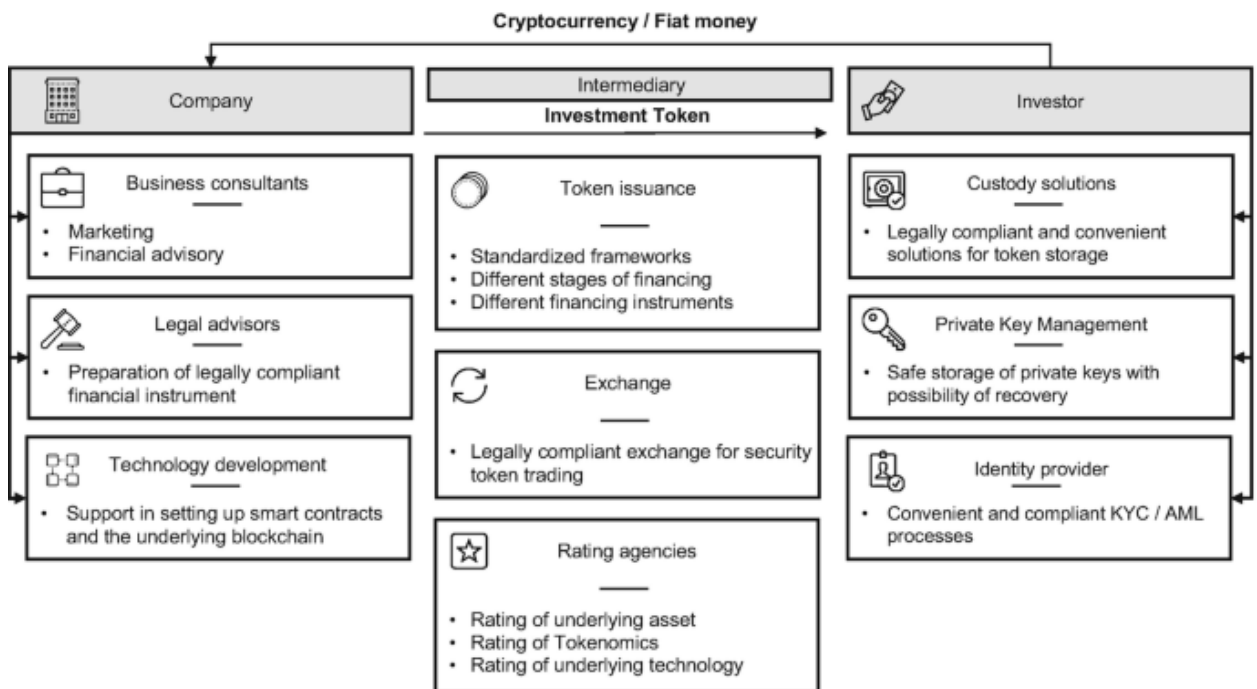 Cryptocurrency / Fiat money
Company
Intermediary
Investment Token
Investor
Business consultants
• Marketing
• Financial advisory
Legal advisors
• Preparation of legally compliant
financial instrument
Technology development
• Support in setting up smart contracts
and the underlying blockchain
Token issuance
• Standardized frameworks
• Different stages of financing
• Different financing instruments
Exchange
• Legally compliant exchange for security
token trading
Rating agencies
• Rating of underlying asset
• Rating of Tokenomics
• Rating of underlying technology
Custody solutions
• Legally compliant and convenient
solutions for token storage
Private Key Management
• Safe storage of private keys with
possibility of recovery
Identity provider
• Convenient and compliant KYC / AML
processes